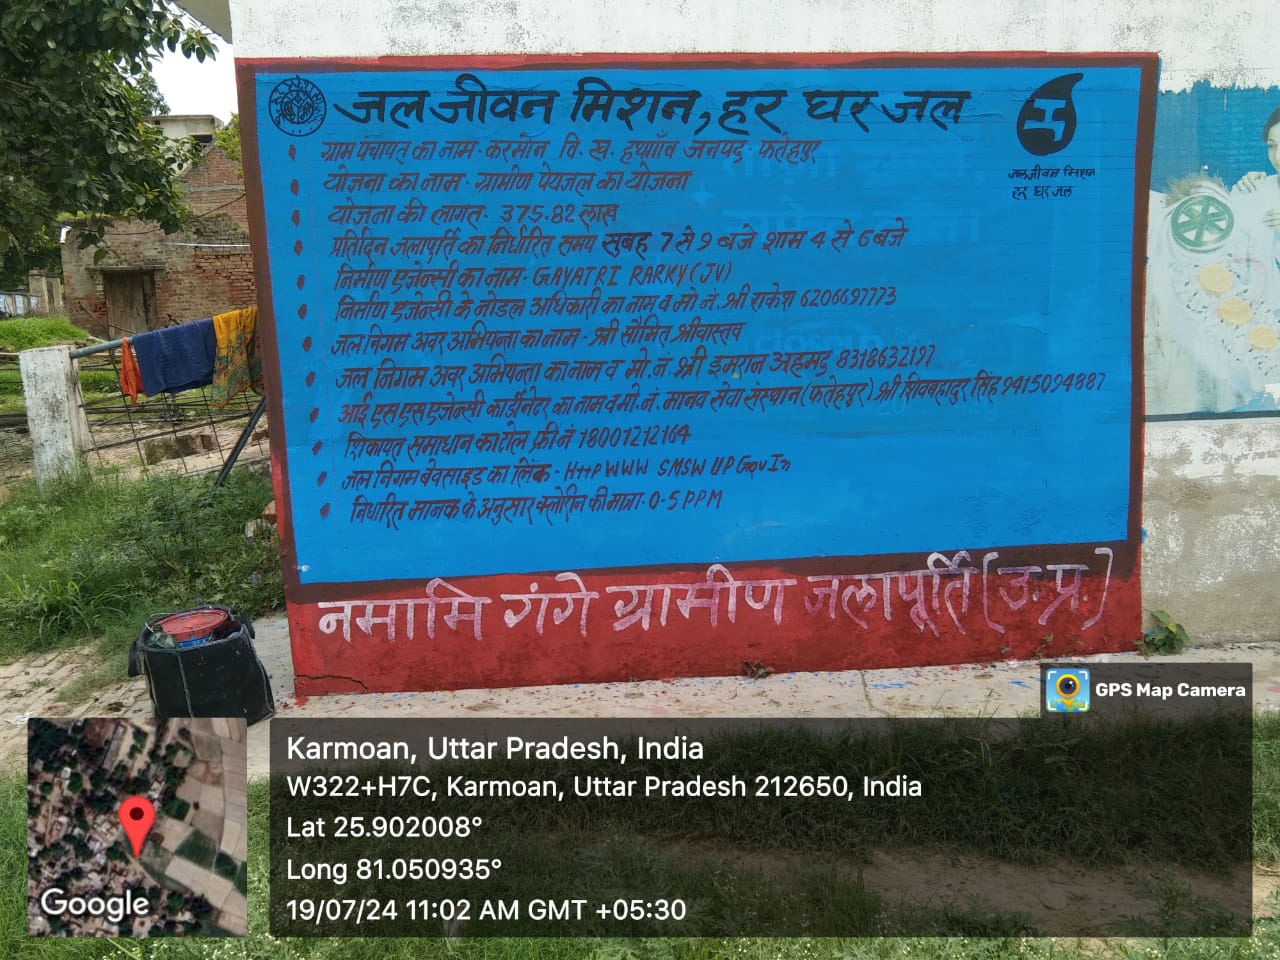 जल जीवन मिशन, हर घर जल
जल जीवन मिशन
हर घर जल
ग्राम पंचायत का नाम- करमोन वि. ख. हथगाँव जनपद- फतेहपुर
योजना का नाम- ग्रामीण पेयजल का योजना
योजना की लागत- 375.82 लाख
प्रतिदिन जलापूर्ति का निर्धारित समय सुबह 7 से 9 बजे शाम 4 से 6 बजे
निर्माण एजेन्सी का नाम- GAYATRI RARKY (JV)
निर्माण एजेन्सी के नोडल अधिकारी का नाम व मो. नं. श्री राकेश 6206697773
जल निगम अवर अभियन्ता का नाम- श्री सौमित श्रीवास्तव
जल निगम अवर अभियन्ता का नाम व मो. नं. श्री इमरान अहमद 8318632197
आई एस एस एजेन्सी कार्डीनेटर का नाम व मो. नं. मानव सेवा संस्थान (फतेहपुर) श्री शिवबहादुर सिंह 9415094887
शिकायत समाधान का टोल फ्री नं 18001212164
जल निगम बेवसाइड का लिंक- HttP WWW SMSW UP Gov In
निर्धारित मानक के अनुसार क्लोरिन की मात्रा- 0-5 PPM
नमामि गंगे ग्रामीण जलापूर्ति (उ. प्र.)
GPS Map Camera
Karmoan, Uttar Pradesh, India
W322+H7C, Karmoan, Uttar Pradesh 212650, India
Lat 25.902008°
Long 81.050935°
19/07/24 11:02 AM GMT +05:30
Google